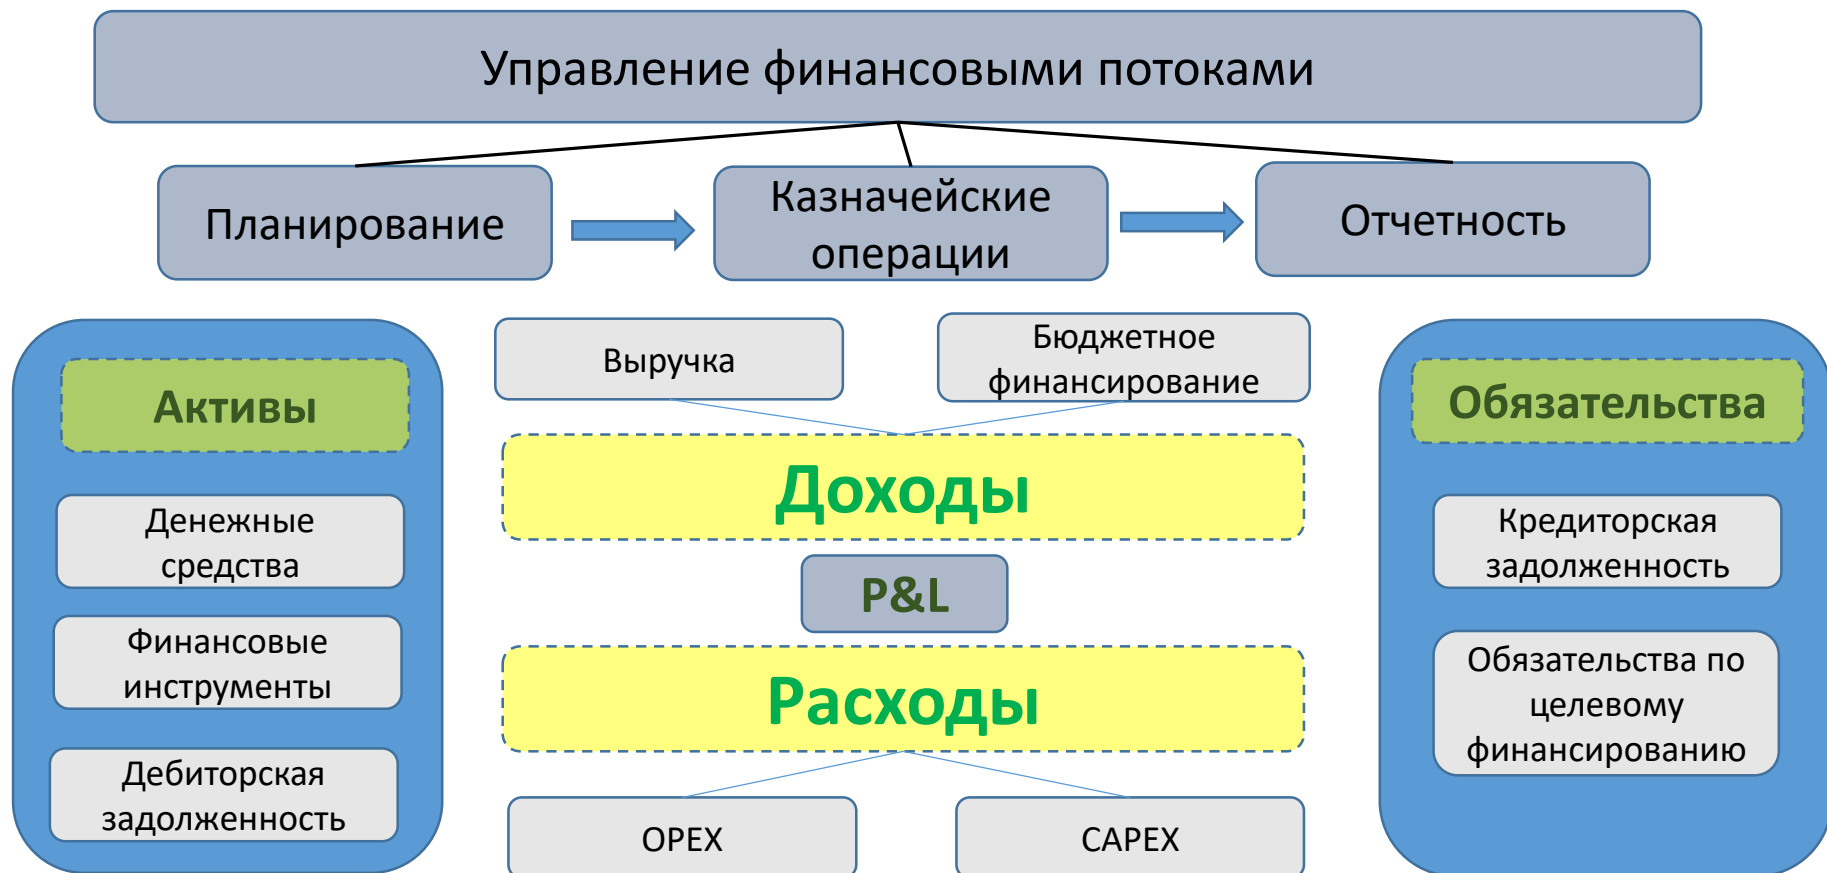 Управление финансовыми потоками
Планирование
Казначейские
операции
Отчетность
Активы
Денежные
средства
Финансовые
инструменты
Дебиторская
задолженность
Выручка
Бюджетное
финансирование
Доходы
P&L
Расходы
OPEX
CAPEX
Обязательства
Кредиторская
задолженность
Обязательства по
целевому
финансированию